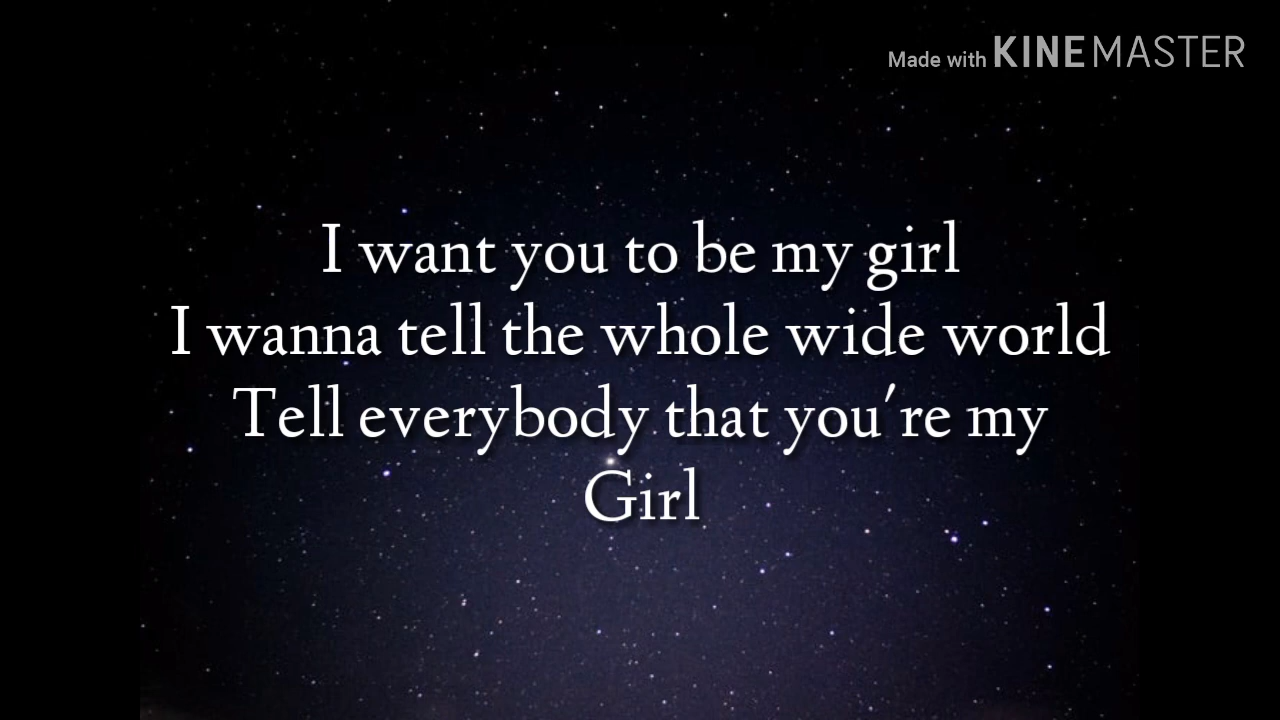 Made with KINEMASTER
I want you to be my girl
I wanna tell the whole wide world
Tell everybody that you're my
Girl